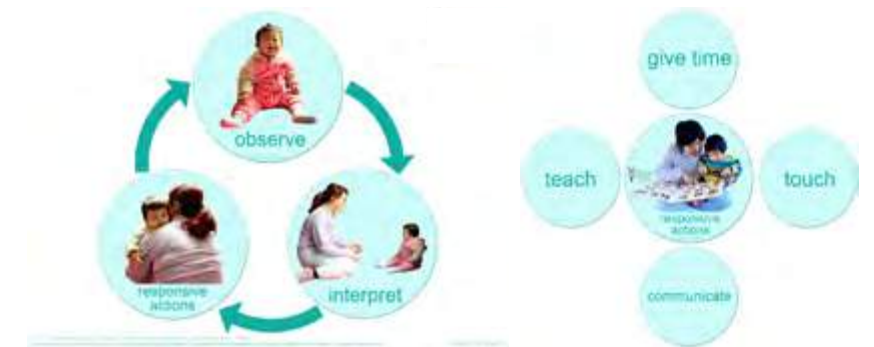 observe
interpret
responsive
actions
give time
teach
touch
responsive
actions
communicate